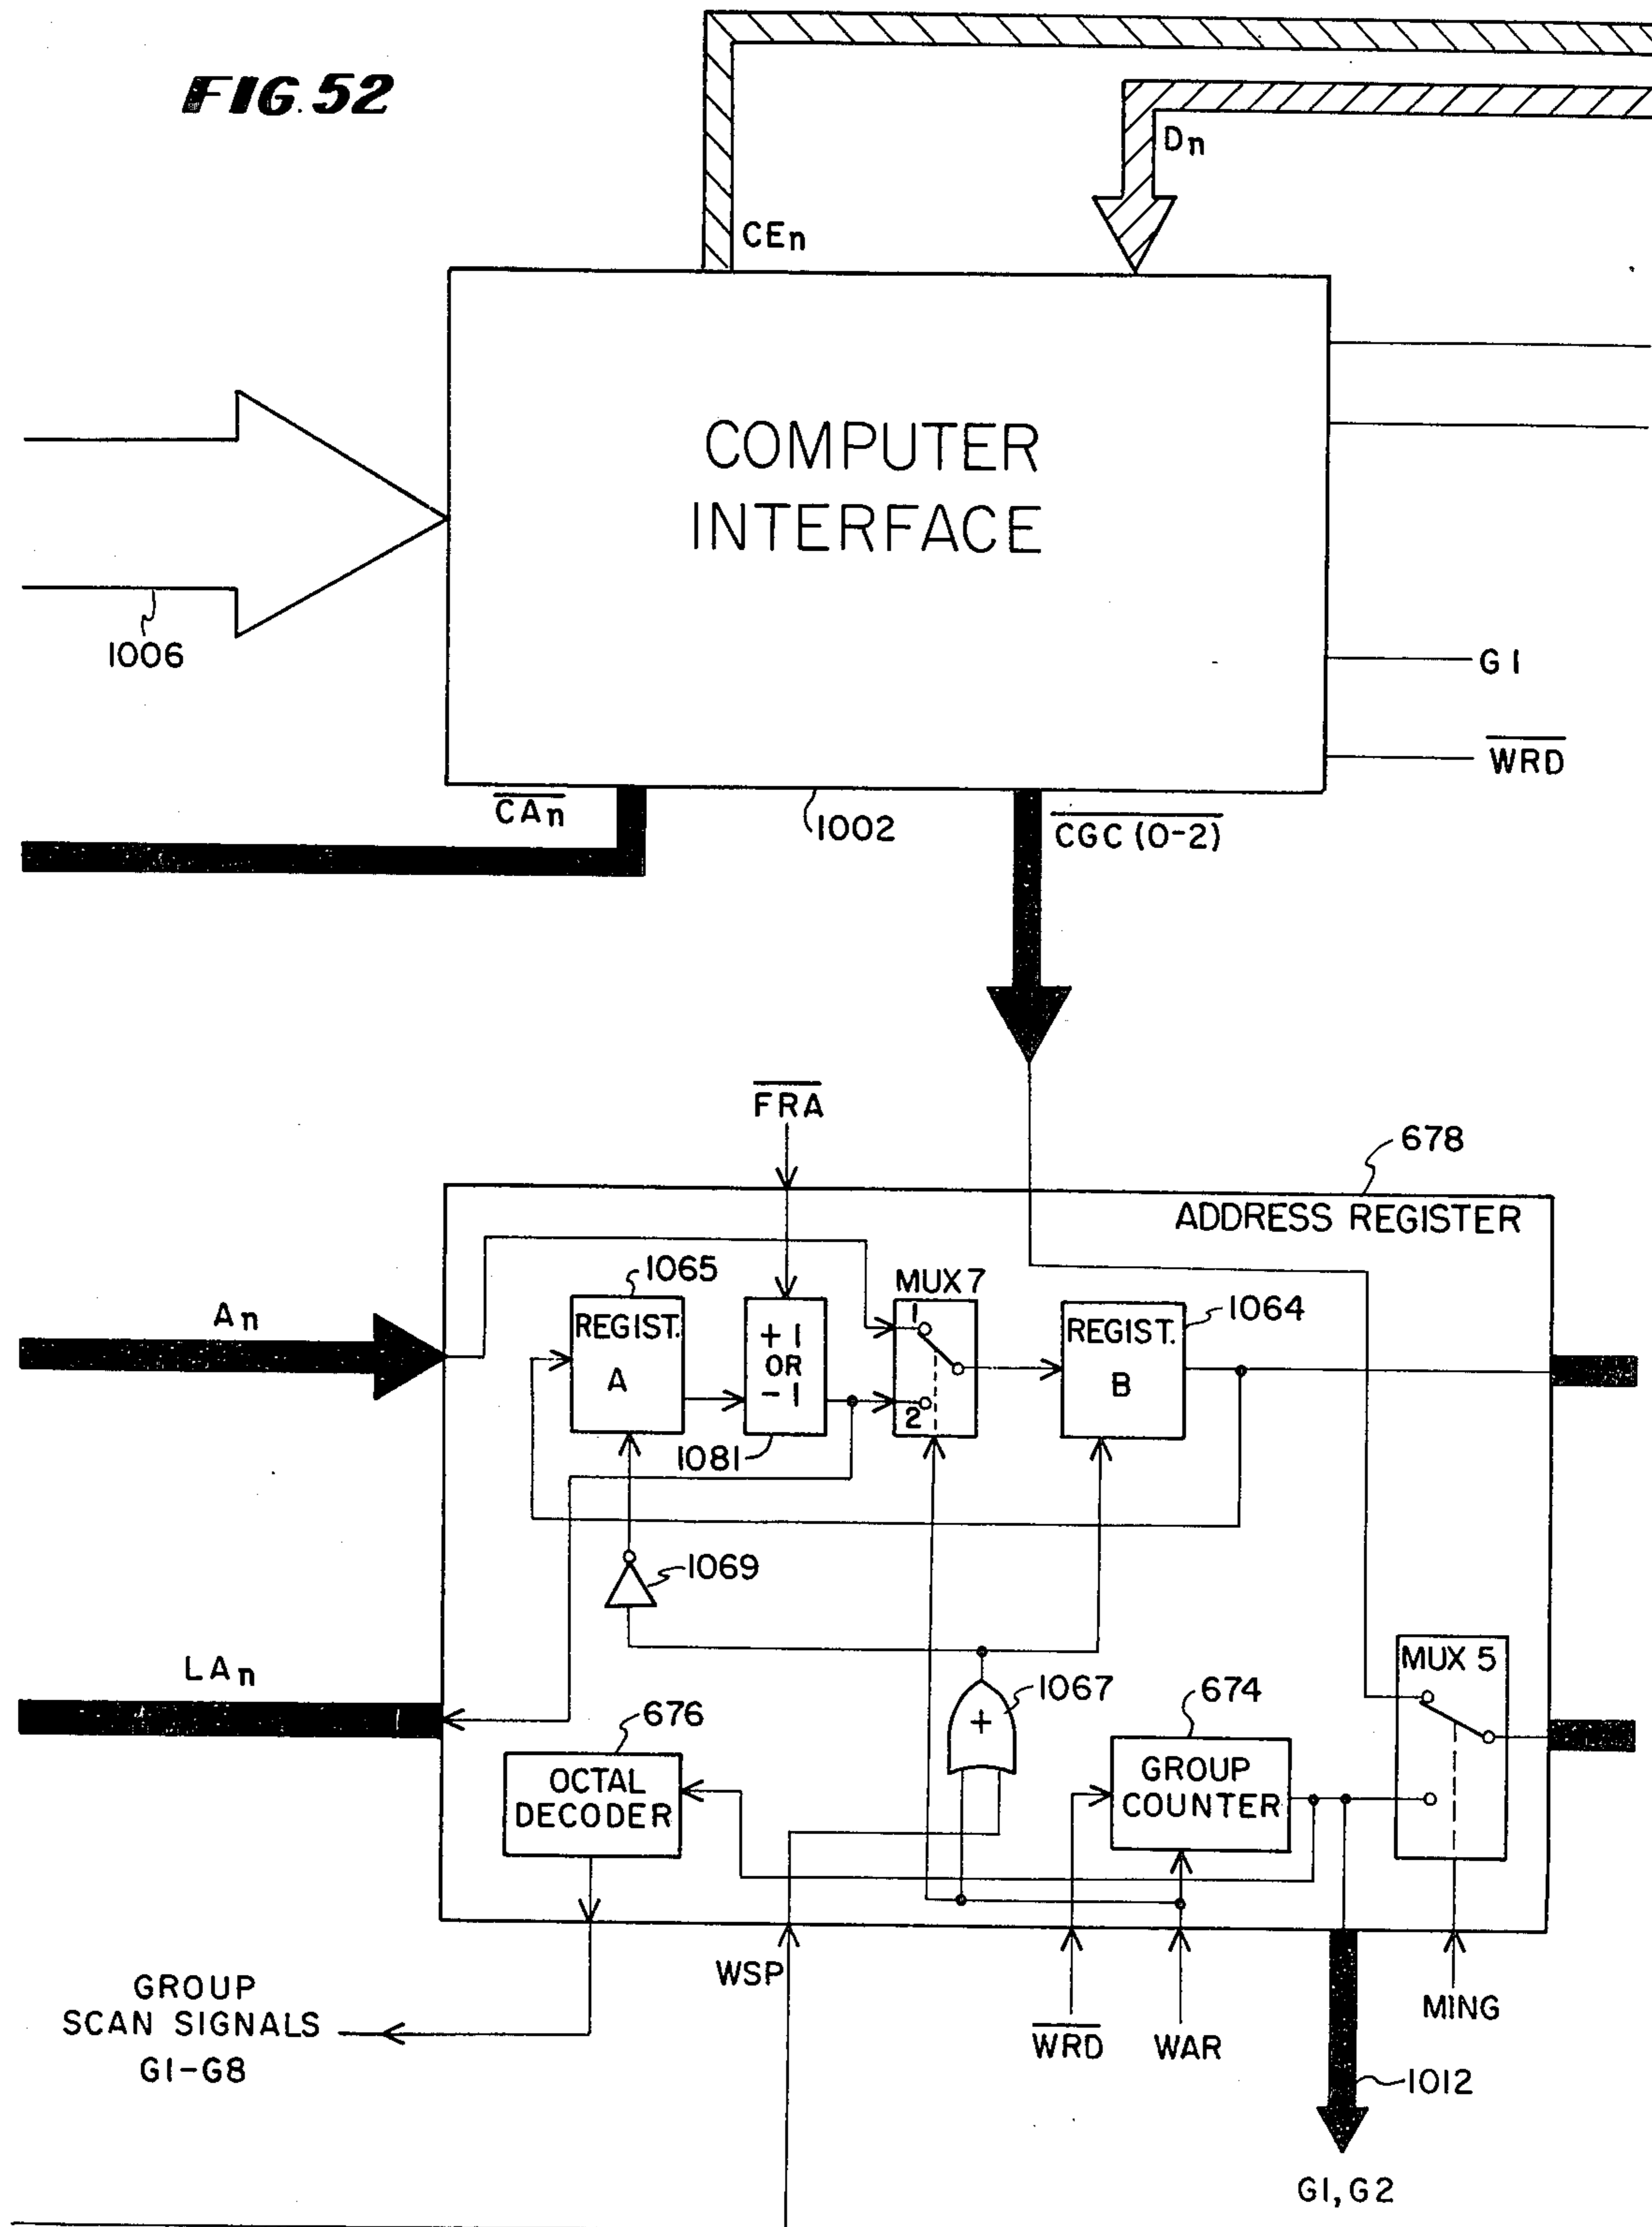 FIG. 52
Dn
CEn
COMPUTER
INTERFACE
1006
G1
WRD
CAn
1002
CGC (0-2)
FRA
678
ADDRESS REGISTER
1065
MUX 7
1064
An
REGIST.
A
+1
OR
-1
1
2
REGIST.
B
1081
1069
LAn
MUX 5
1067
674
676
+
OCTAL
DECODER
GROUP
COUNTER
WSP
GROUP
SCAN SIGNALS
G1-G8
WRD
WAR
MING
1012
G1, G2